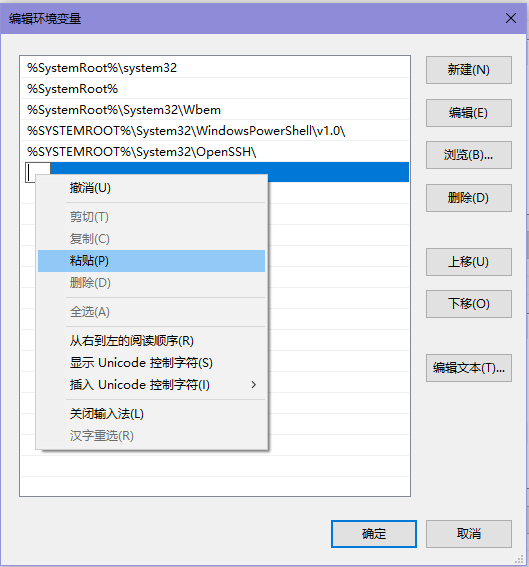 编辑环境变量
%SystemRoot%\system32
%SystemRoot%
%SystemRoot%\System32\Wbem
%SYSTEMROOT%\System32\WindowsPowerShell\v1.0\
%SYSTEMROOT%\System32\OpenSSH\
撤消(U)
剪切(T)
复制(C)
粘贴(P)
删除(D)
全选(A)
从右到左的阅读顺序(R)
显示 Unicode 控制字符(S)
插入 Unicode 控制字符(I)
关闭输入法(L)
汉字重选(R)
新建(N)
编辑(E)
浏览(B)...
删除(D)
上移(U)
下移(O)
编辑文本(T)...
确定
取消